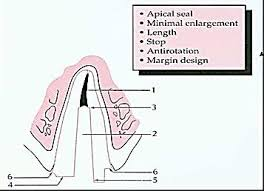 • Apical seal
• Minimal enlargement
• Length
• Stop
• Antirotation
• Margin design
1
3
2
6
6
4
5